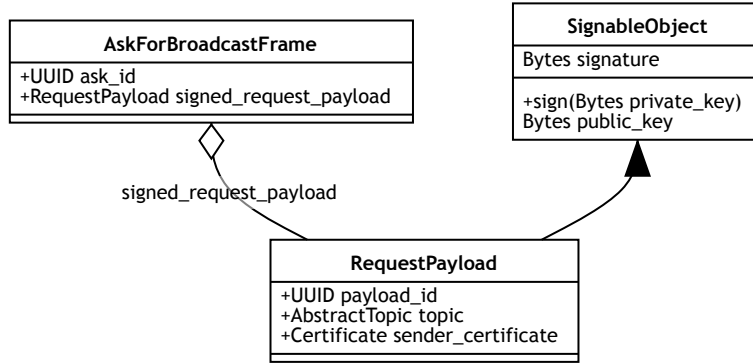 AskForBroadcastFrame
+UUID ask_id
+RequestPayload signed_request_payload
SignableObject
Bytes signature
+sign(Bytes private_key)
Bytes public_key
signed_request_payload
RequestPayload
+UUID payload_id
+AbstractTopic topic
+Certificate sender_certificate